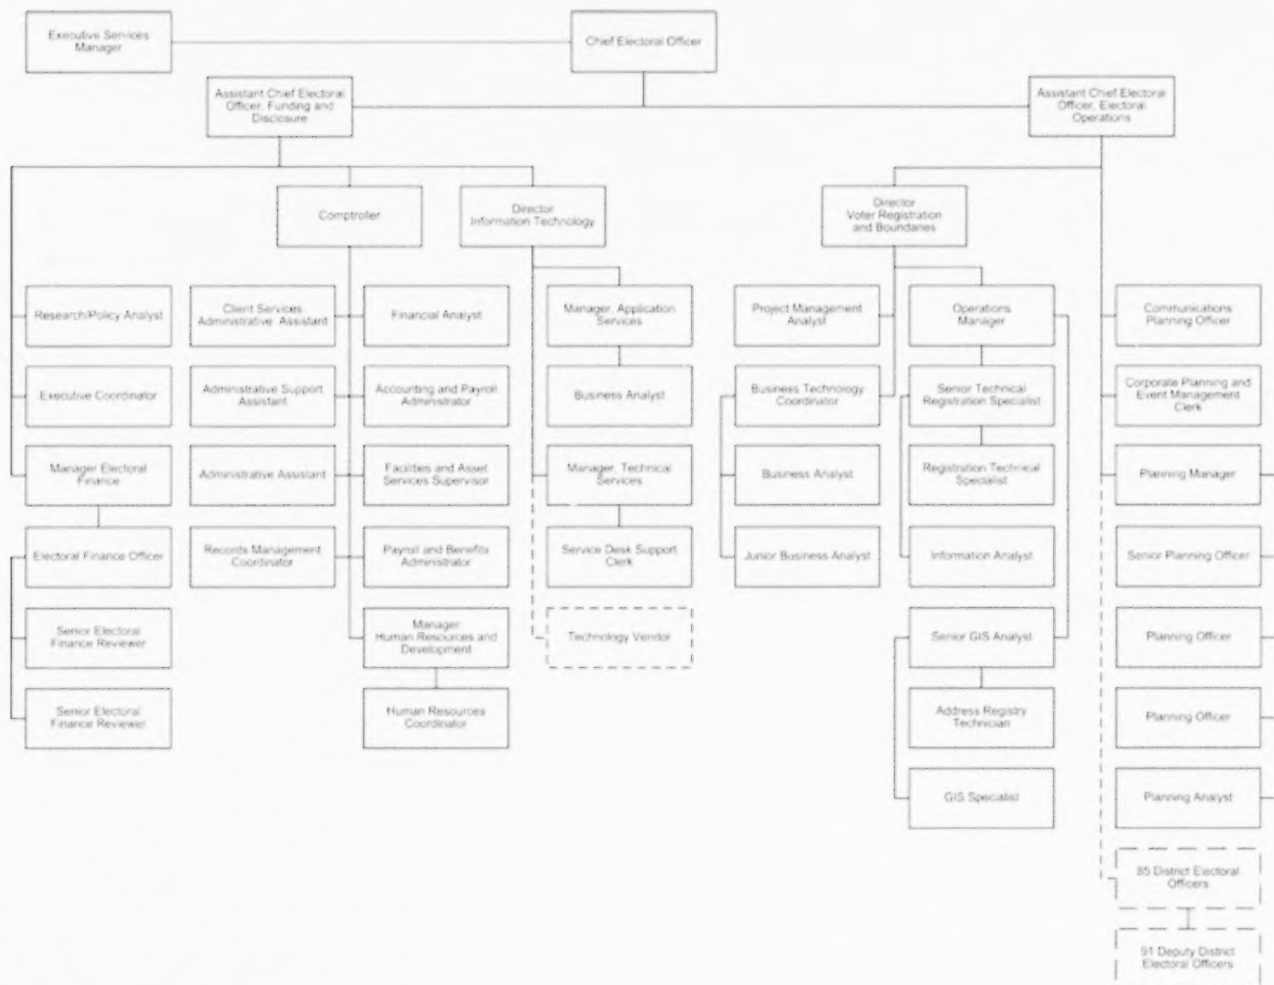 Executive Services
Manager
Chief Electoral Officer
Assistant Chief Electoral
Officer, Funding and
Disclosure
Assistant Chief Electoral
Officer, Electoral
Operations
Comptroller
Director
Information Technology
Director
Voter Registration
and Boundaries
Research/Policy Analyst
Client Services
Administrative Assistant
Financial Analyst
Manager, Application
Services
Project Management
Analyst
Operations
Manager
Communications
Planning Officer
Executive Coordinator
Administrative Support
Assistant
Accounting and Payroll
Administrator
Business Analyst
Business Technology
Coordinator
Senior Technical
Registration Specialist
Corporate Planning and
Event Management
Clerk
Manager Electoral
Finance
Administrative Assistant
Facilities and Asset
Services Supervisor
Manager, Technical
Services
Business Analyst
Registration Technical
Specialist
Planning Manager
Electoral Finance Officer
Records Management
Coordinator
Payroll and Benefits
Administrator
Service Desk Support
Clerk
Junior Business Analyst
Information Analyst
Senior Planning Officer
Senior Electoral
Finance Reviewer
Manager
Human Resources and
Development
Technology Vendor
Senior GIS Analyst
Planning Officer
Senior Electoral
Finance Reviewer
Human Resources
Coordinator
Address Registry
Technician
Planning Officer
GIS Specialist
Planning Analyst
85 District Electoral
Officers
91 Deputy District
Electoral Officers